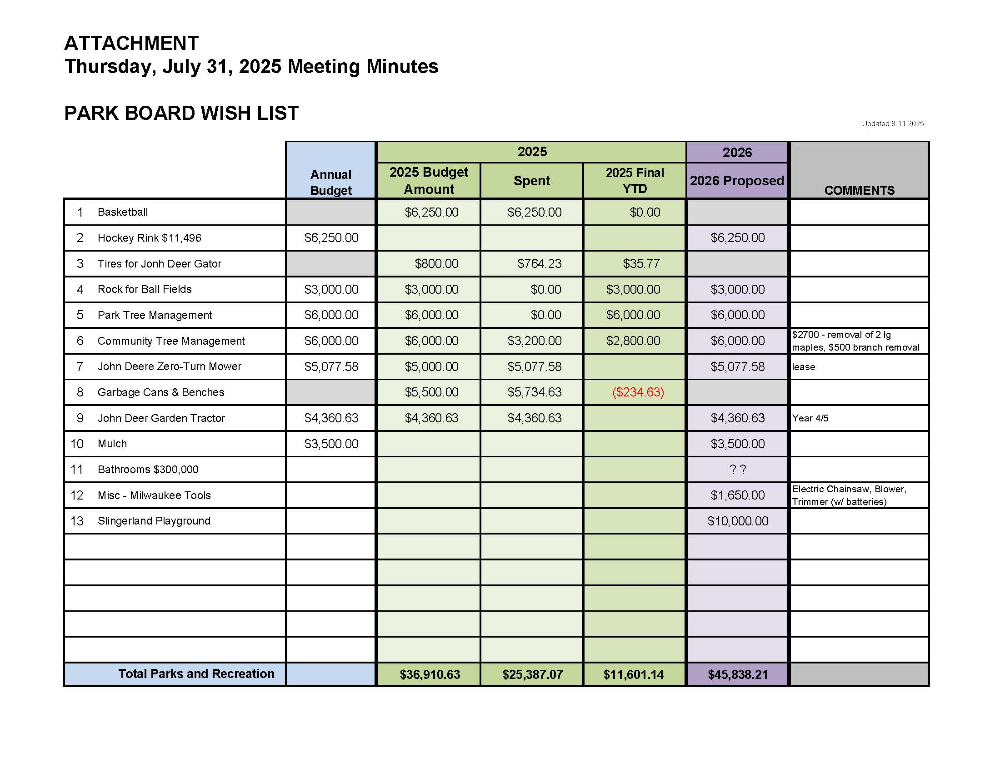 ATTACHMENT
Thursday, July 31, 2025 Meeting Minutes
PARK BOARD WISH LIST
Updated 8.11.2025
2025 2026
Annual Budget 2025 Budget Amount Spent 2025 Final YTD 2026 Proposed COMMENTS
1 Basketball $6,250.00 $6,250.00 $0.00
2 Hockey Rink $11,496 $6,250.00 $6,250.00
3 Tires for Jonh Deer Gator $800.00 $764.23 $35.77
4 Rock for Ball Fields $3,000.00 $3,000.00 $0.00 $3,000.00 $3,000.00
5 Park Tree Management $6,000.00 $6,000.00 $0.00 $6,000.00 $6,000.00
6 Community Tree Management $6,000.00 $6,000.00 $3,200.00 $2,800.00 $6,000.00 $2700 - removal of 2 lg
maples, $500 branch removal
7 John Deere Zero-Turn Mower $5,077.58 $5,000.00 $5,077.58 $5,077.58 lease
8 Garbage Cans & Benches $5,500.00 $5,734.63 ($234.63)
9 John Deer Garden Tractor $4,360.63 $4,360.63 $4,360.63 $4,360.63 Year 4/5
10 Mulch $3,500.00 $3,500.00
11 Bathrooms $300,000 ? ?
12 Misc - Milwaukee Tools $1,650.00 Electric Chainsaw, Blower,
Trimmer (w/ batteries)
13 Slingerland Playground $10,000.00
Total Parks and Recreation $36,910.63 $25,387.07 $11,601.14 $45,838.21